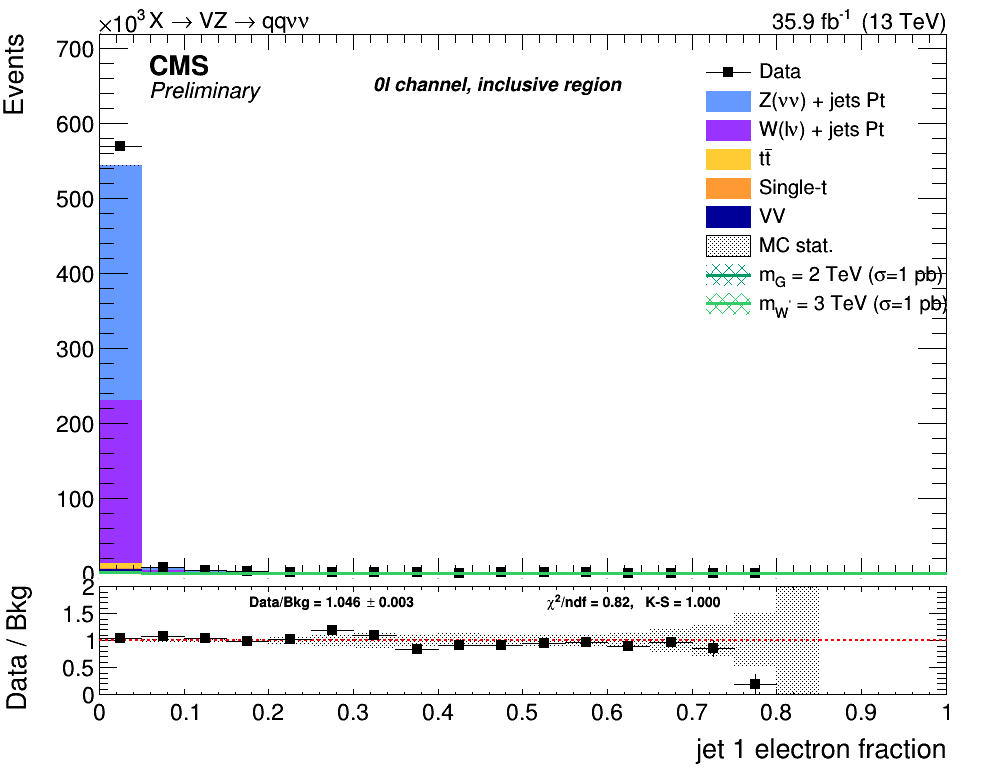 ×10³ X → VZ → qqνν 35.9 fb⁻¹ (13 TeV)
Events
700
600
500
400
300
200
100
0
CMS
Preliminary
0l channel, inclusive region
Data
Z(νν) + jets Pt
W(lν) + jets Pt
tt̄
Single-t
VV
MC stat.
m_G = 2 TeV (σ=1 pb)
m_W' = 3 TeV (σ=1 pb)
Data / Bkg
2
1.5
1
0.5
0
Data/Bkg = 1.046 ± 0.003 χ²/ndf = 0.82, K-S = 1.000
0 0.1 0.2 0.3 0.4 0.5 0.6 0.7 0.8 0.9 1
jet 1 electron fraction